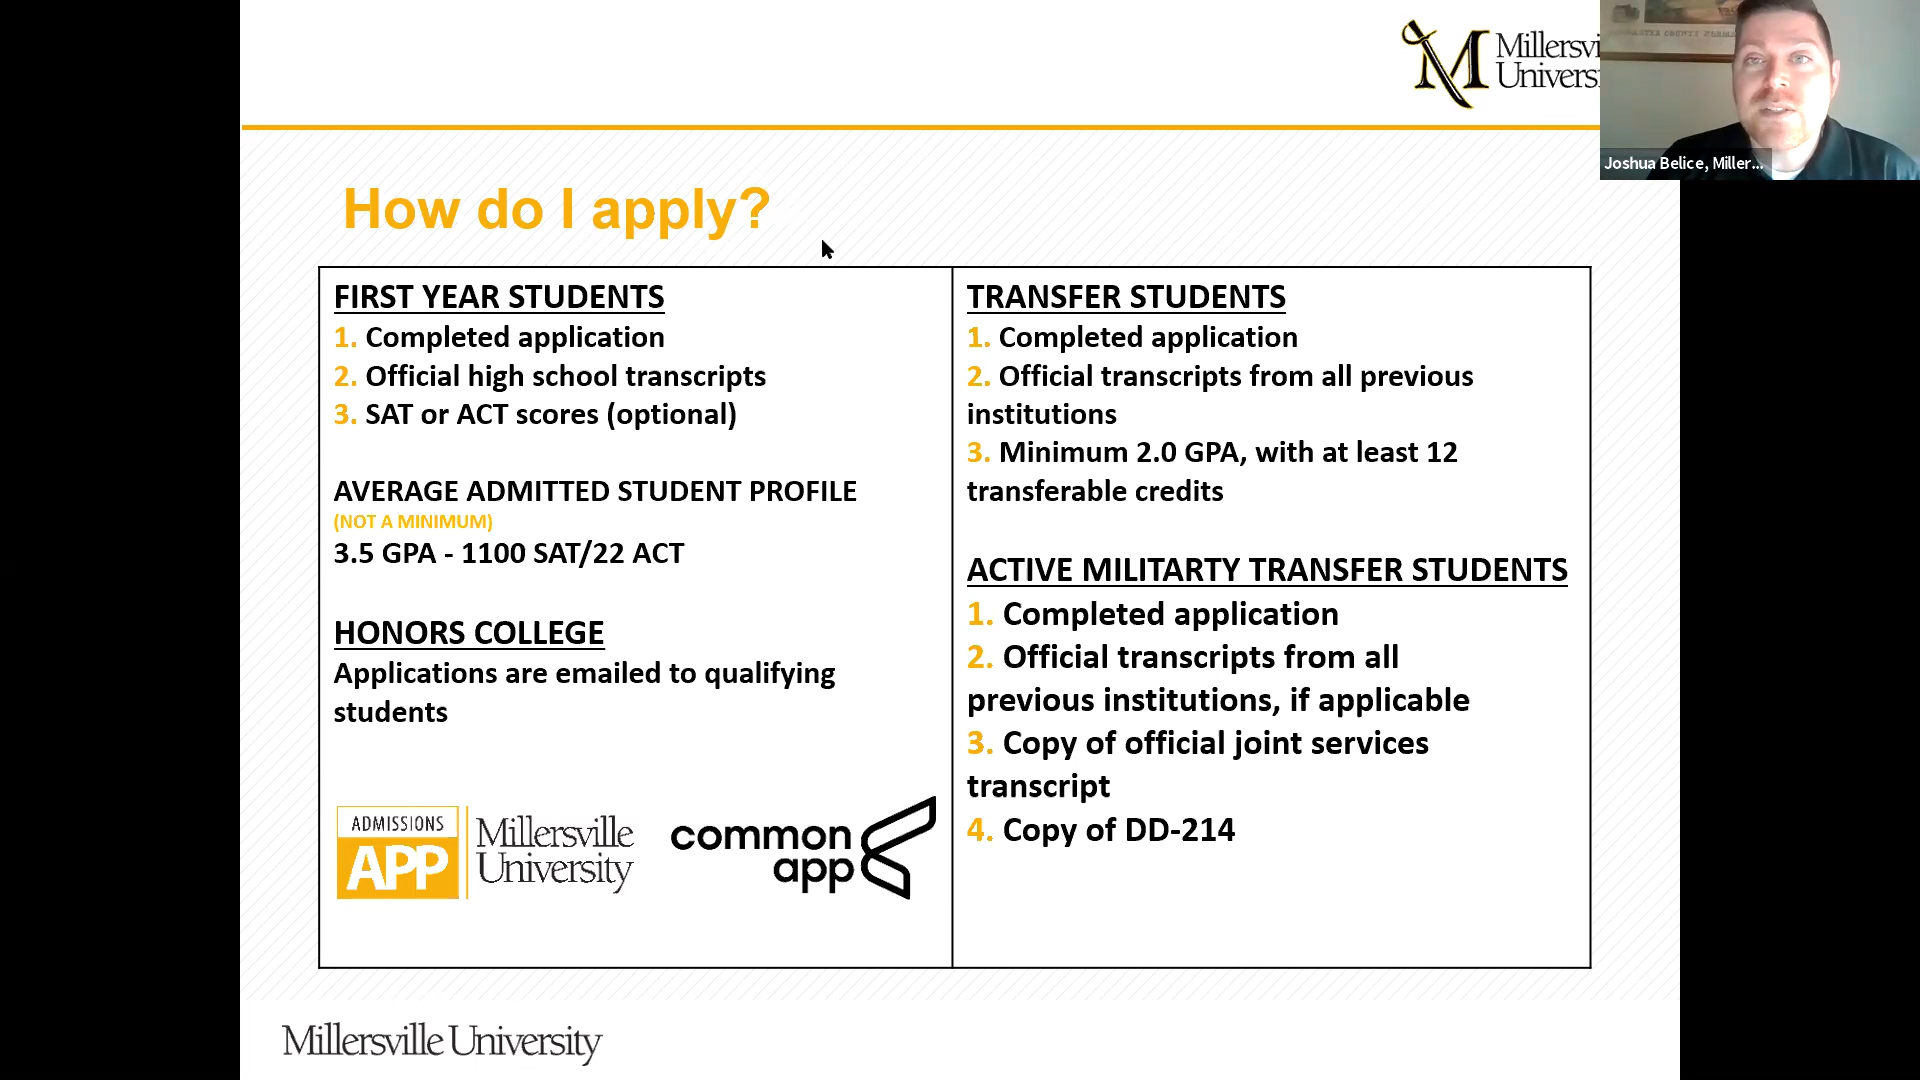 Millersvi
Universi
Joshua Belice, Miller...
How do I apply?
FIRST YEAR STUDENTS
1. Completed application
2. Official high school transcripts
3. SAT or ACT scores (optional)
AVERAGE ADMITTED STUDENT PROFILE
(NOT A MINIMUM)
3.5 GPA - 1100 SAT/22 ACT
HONORS COLLEGE
Applications are emailed to qualifying
students
ADMISSIONS
APP
Millersville
University
common
app
TRANSFER STUDENTS
1. Completed application
2. Official transcripts from all previous
institutions
3. Minimum 2.0 GPA, with at least 12
transferable credits
ACTIVE MILITARTY TRANSFER STUDENTS
1. Completed application
2. Official transcripts from all
previous institutions, if applicable
3. Copy of official joint services
transcript
4. Copy of DD-214
Millersville University